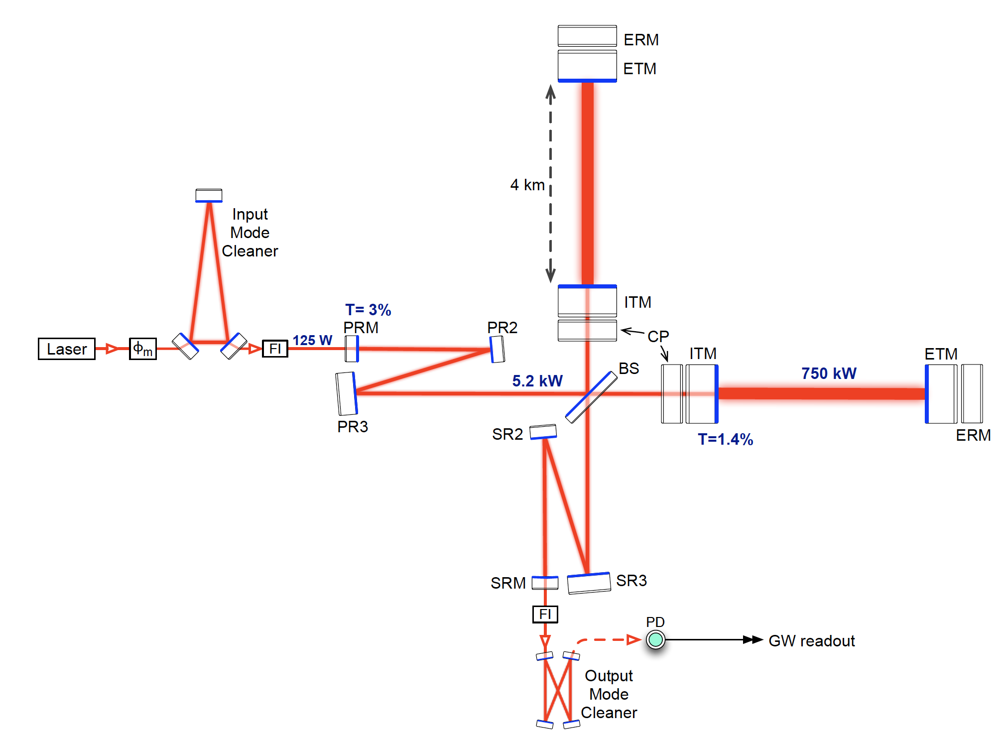 ERM
ETM
4 km
Input
Mode
Cleaner
ITM
T= 3%
PRM
PR2
CP
Laser
ϕm
FI
125 W
ITM
ETM
BS
5.2 kW
750 kW
PR3
SR2
T=1.4%
ERM
SRM
SR3
FI
PD
GW readout
Output
Mode
Cleaner